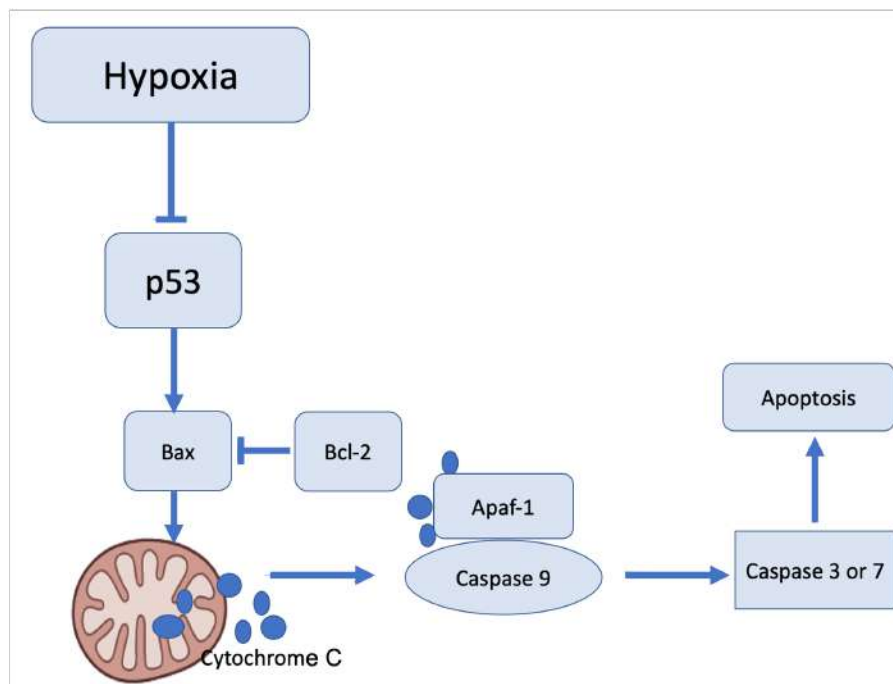 Hypoxia
p53
Bax
Bcl-2
Apoptosis
Apaf-1
Caspase 9
Caspase 3 or 7
Cytochrome C